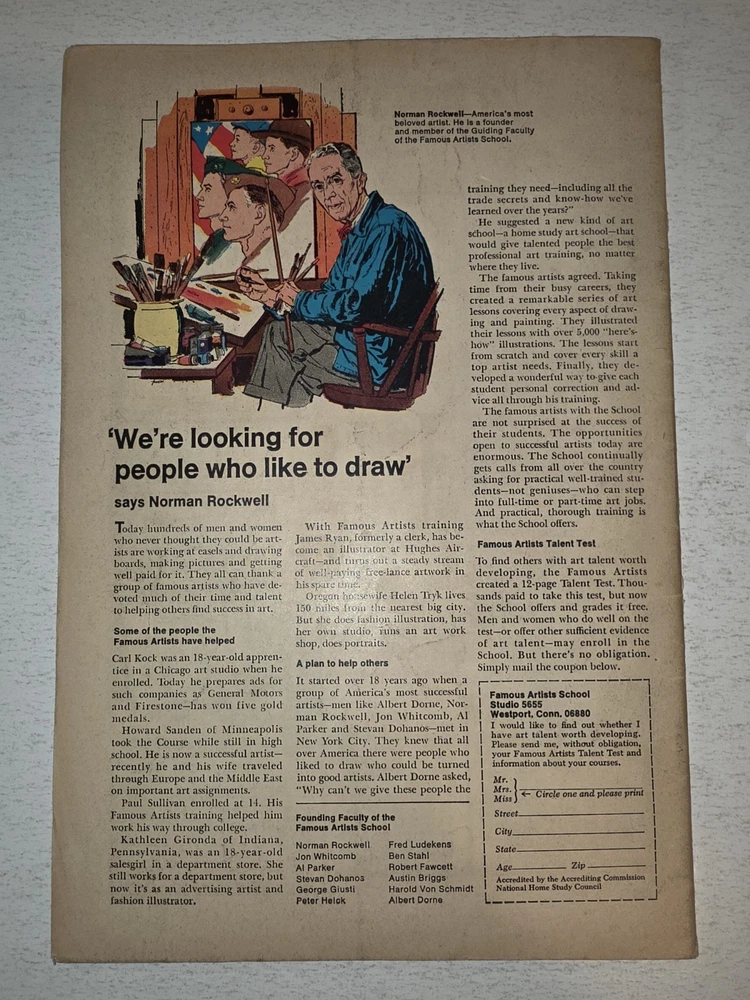 Norman Rockwell—America's most
beloved artist. He is a founder
and member of the Guiding Faculty
of the Famous Artists School.
'We're looking for
people who like to draw'
says Norman Rockwell
Today hundreds of men and women
who never thought they could be art-
ists are working at easels and drawing
boards, making pictures and getting
well paid for it. They all can thank a
group of famous artists who have de-
voted much of their time and talent
to helping others find success in art.
Some of the people the
Famous Artists have helped
Carl Kock was an 18-year-old appren-
tice in a Chicago art studio when he
enrolled. Today he prepares ads for
such companies as General Motors
and Firestone—has won five gold
medals.
Howard Sanden of Minneapolis
took the Course while still in high
school. He is now a successful artist—
recently he and his wife traveled
through Europe and the Middle East
on important art assignments.
Paul Sullivan enrolled at 14. His
Famous Artists training helped him
work his way through college.
Kathleen Gironda of Indiana,
Pennsylvania, was an 18-year-old
salesgirl in a department store. She
still works for a department store, but
now it's as an advertising artist and
fashion illustrator.
With Famous Artists training
James Ryan, formerly a clerk, has be-
come an illustrator at Hughes Air-
craft—and turns out a steady stream
of well-paying free-lance artwork in
his spare time.
Oregon housewife Helen Tryk lives
150 miles from the nearest big city.
But she does fashion illustration, has
her own studio, runs an art work
shop, does portraits.
A plan to help others
It started over 18 years ago when a
group of America's most successful
artists—men like Albert Dorne, Nor-
man Rockwell, Jon Whitcomb, Al
Parker and Stevan Dohanos—met in
New York City. They knew that all
over America there were people who
liked to draw who could be turned
into good artists. Albert Dorne asked,
"Why can't we give these people the
Founding Faculty of the
Famous Artists School
Norman Rockwell
Jon Whitcomb
Al Parker
Stevan Dohanos
George Giusti
Peter Helck
Fred Ludekens
Ben Stahl
Robert Fawcett
Austin Briggs
Harold Von Schmidt
Albert Dorne
training they need—including all the
trade secrets and know-how we've
learned over the years?"
He suggested a new kind of art
school—a home study art school—that
would give talented people the best
professional art training, no matter
where they live.
The famous artists agreed. Taking
time from their busy careers, they
created a remarkable series of art
lessons covering every aspect of draw-
ing and painting. They illustrated
their lessons with over 5,000 "here's-
how" illustrations. The lessons start
from scratch and cover every skill a
top artist needs. Finally, they de-
veloped a wonderful way to give each
student personal correction and ad-
vice all through his training.
The famous artists with the School
are not surprised at the success of
their students. The opportunities
open to successful artists today are
enormous. The School continually
gets calls from all over the country
asking for practical well-trained stu-
dents—not geniuses—who can step
into full-time or part-time art jobs.
And practical, thorough training is
what the School offers.
Famous Artists Talent Test
To find others with art talent worth
developing, the Famous Artists
created a 12-page Talent Test. Thou-
sands paid to take this test, but now
the School offers and grades it free.
Men and women who do well on the
test—or offer other sufficient evidence
of art talent—may enroll in the
School. But there's no obligation.
Simply mail the coupon below.
Famous Artists School
Studio 5655
Westport, Conn. 06880
I would like to find out whether I
have art talent worth developing.
Please send me, without obligation,
your Famous Artists Talent Test and
information about your courses.
Mr.
Mrs.
Miss
← Circle one and please print
Street
City
State
Age Zip
Accredited by the Accrediting Commission
National Home Study Council